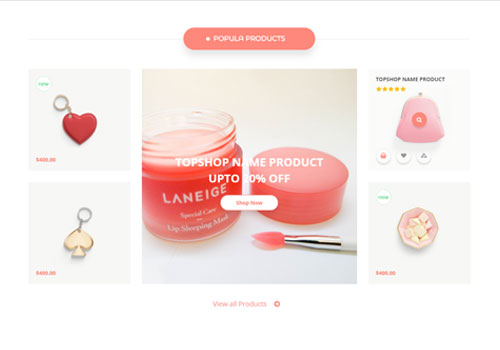 POPULA PRODUCTS
new
$400.00
$400.00
LANEIGE
Special Care
Lip Sleeping Mask
TOPSHOP NAME PRODUCT
UPTO 20% OFF
Shop Now
TOPSHOP NAME PRODUCT
new
$400.00
View all Products